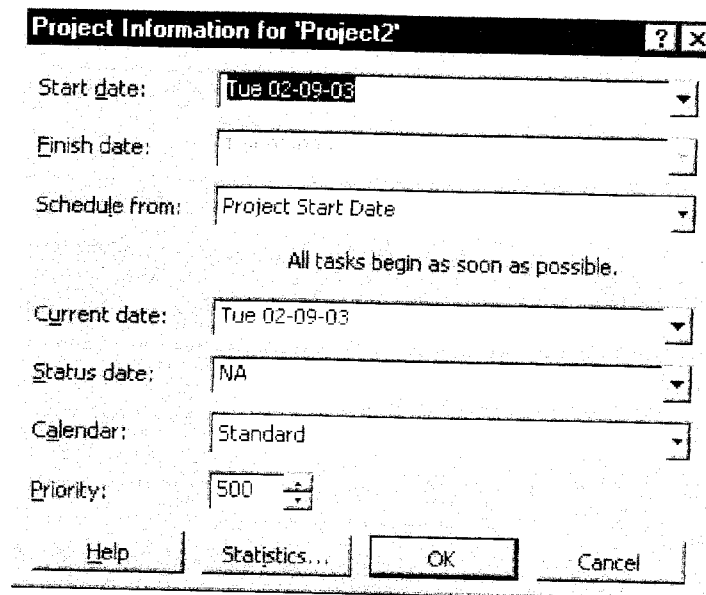 Project Information for 'Project2'
Start date: Tue 02-09-03
Finish date:
Schedule from: Project Start Date
All tasks begin as soon as possible.
Current date: Tue 02-09-03
Status date: NA
Calendar: Standard
Priority: 500
Help Statistics... OK Cancel